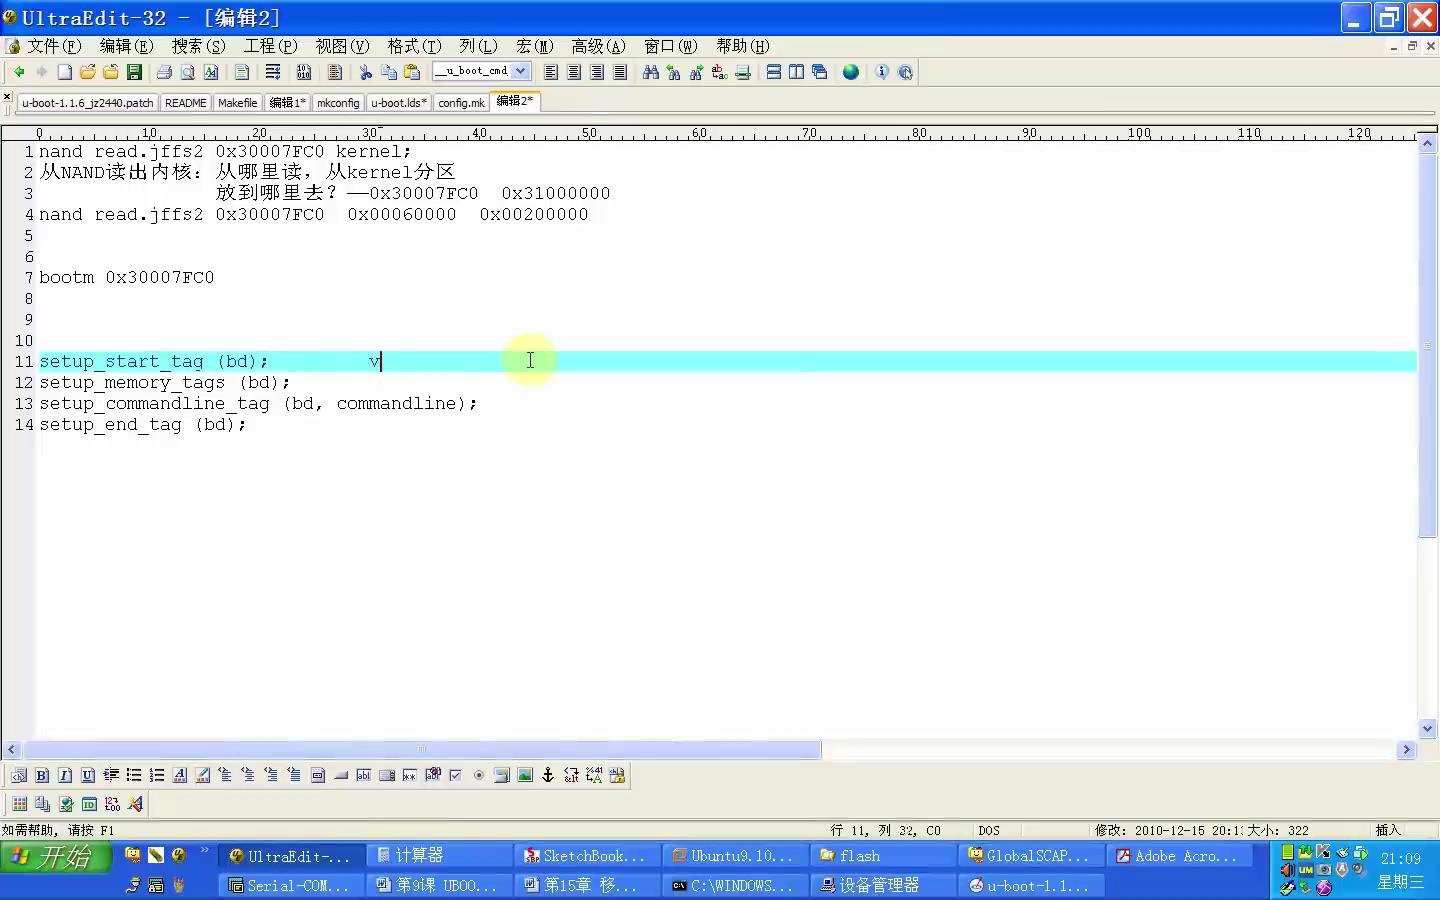 UltraEdit-32 - [编辑2]
文件(F) 编辑(E) 搜索(S) 工程(P) 视图(V) 格式(T) 列(L) 宏(M) 高级(A) 窗口(W) 帮助(H)
__u_boot_cmd
u-boot-1.1.6_jz2440.patch README Makefile 编辑1* mkconfig u-boot.lds* config.mk 编辑2*
0 10 20 30 40 50 60 70 80 90 100 110 120
1 nand read.jffs2 0x30007FC0 kernel;
2 从NAND读出内核: 从哪里读, 从kernel分区
3 放到哪里去? ——0x30007FC0 0x31000000
4 nand read.jffs2 0x30007FC0 0x00060000 0x00200000
5
6
7 bootm 0x30007FC0
8
9
10
11 setup_start_tag (bd); v
12 setup_memory_tags (bd);
13 setup_commandline_tag (bd, commandline);
14 setup_end_tag (bd);
如需帮助, 请按 F1 行 11, 列 32, C0 DOS 修改: 2010-12-15 20:1 大小: 322 插入
开始 UltraEdit-... 计算器 SketchBook... Ubuntu9.10... flash GlobalSCAP... Adobe Acro... 21:09
Serial-COM... 第9课 UBOO... 第15章 移... C:\WINDOWS... 设备管理器 u-boot-1.1... 星期三